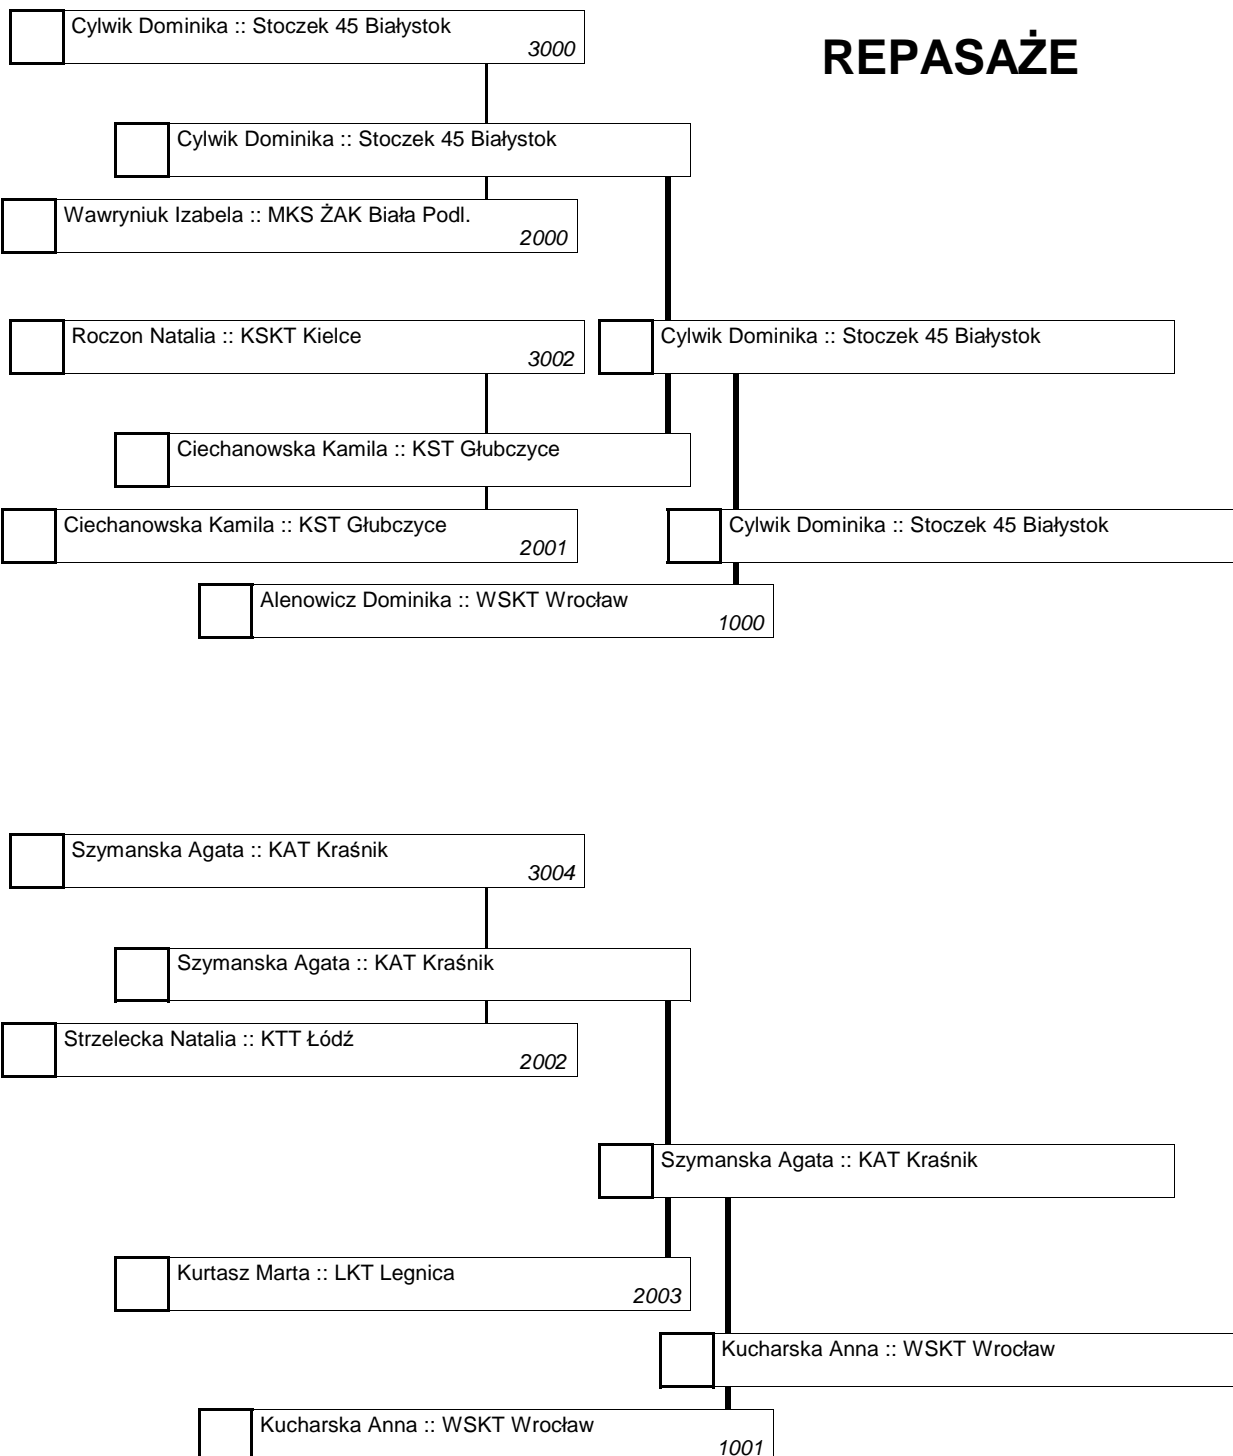 REPASAŻE
Cylwik Dominika :: Stoczek 45 Białystok
3000
Cylwik Dominika :: Stoczek 45 Białystok
Wawryniuk Izabela :: MKS ŻAK Biała Podl.
2000
Roczon Natalia :: KSKT Kielce
3002
Cylwik Dominika :: Stoczek 45 Białystok
Ciechanowska Kamila :: KST Głubczyce
Ciechanowska Kamila :: KST Głubczyce
2001
Cylwik Dominika :: Stoczek 45 Białystok
Alenowicz Dominika :: WSKT Wrocław
1000
Szymanska Agata :: KAT Kraśnik
3004
Szymanska Agata :: KAT Kraśnik
Strzelecka Natalia :: KTT Łódź
2002
Szymanska Agata :: KAT Kraśnik
Kurtasz Marta :: LKT Legnica
2003
Kucharska Anna :: WSKT Wrocław
Kucharska Anna :: WSKT Wrocław
1001